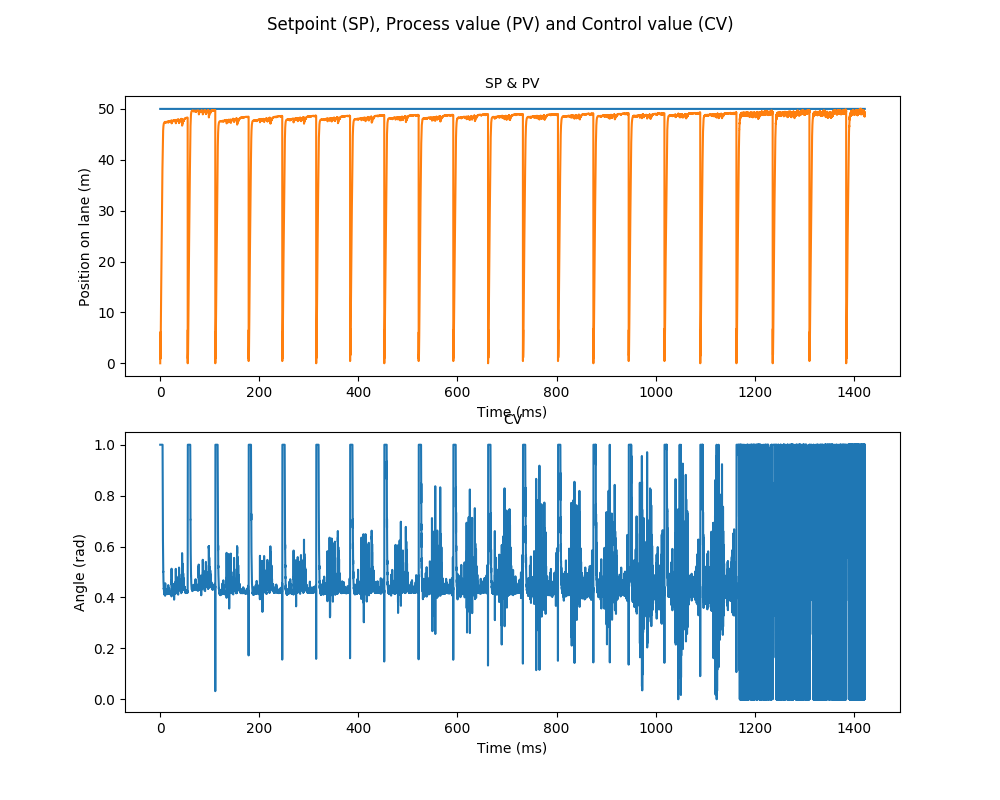 Setpoint (SP), Process value (PV) and Control value (CV)
SP & PV
50
40
30
20
10
0
Position on lane (m)
0 200 400 600 800 1000 1200 1400
Time (ms)
CV
1.0
0.8
0.6
0.4
0.2
0.0
Angle (rad)
0 200 400 600 800 1000 1200 1400
Time (ms)